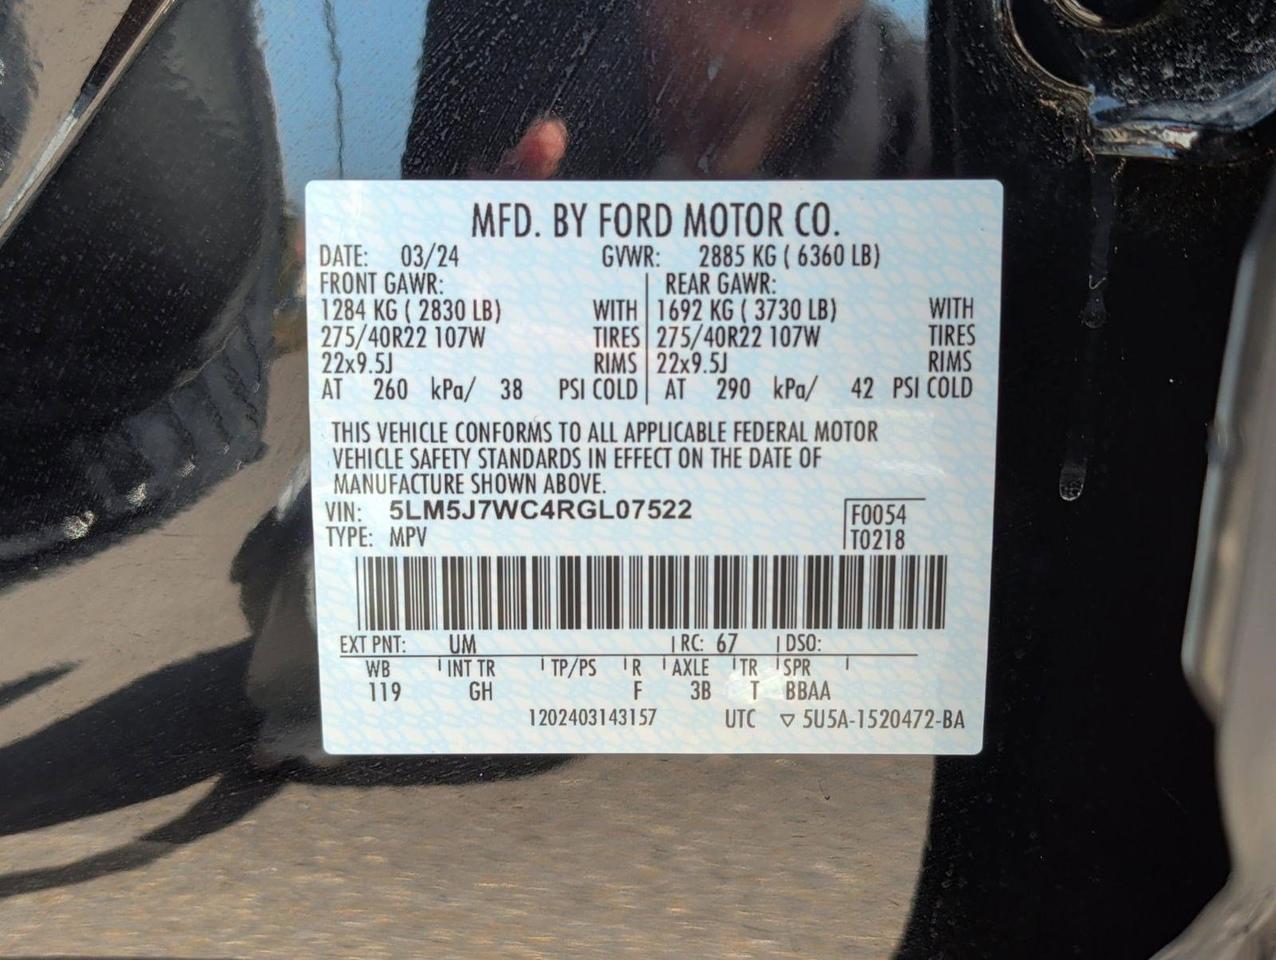 MFD. BY FORD MOTOR CO.
DATE: 03/24 GVWR: 2885 KG ( 6360 LB)
FRONT GAWR: REAR GAWR:
1284 KG ( 2830 LB) WITH 1692 KG ( 3730 LB) WITH
275/40R22 107W TIRES 275/40R22 107W TIRES
22x9.5J RIMS 22x9.5J RIMS
AT 260 kPa/ 38 PSI COLD AT 290 kPa/ 42 PSI COLD
THIS VEHICLE CONFORMS TO ALL APPLICABLE FEDERAL MOTOR
VEHICLE SAFETY STANDARDS IN EFFECT ON THE DATE OF
MANUFACTURE SHOWN ABOVE.
VIN: 5LM5J7WC4RGL07522 F0054
TYPE: MPV T0218
EXT PNT: UM RC: 67 DSO:
WB INT TR TP/PS R AXLE TR SPR
119 GH F 3B T BBAA
1202403143157 UTC ▽ 5U5A-1520472-BA